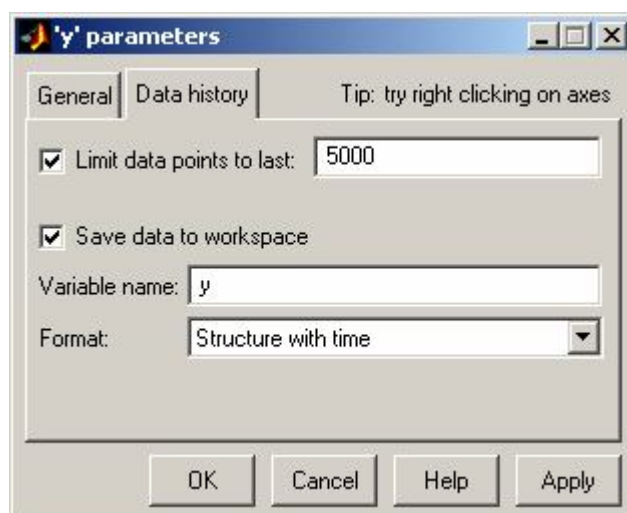 'y' parameters
General Data history Tip: try right clicking on axes
Limit data points to last: 5000
Save data to workspace
Variable name: y
Format: Structure with time
OK Cancel Help Apply